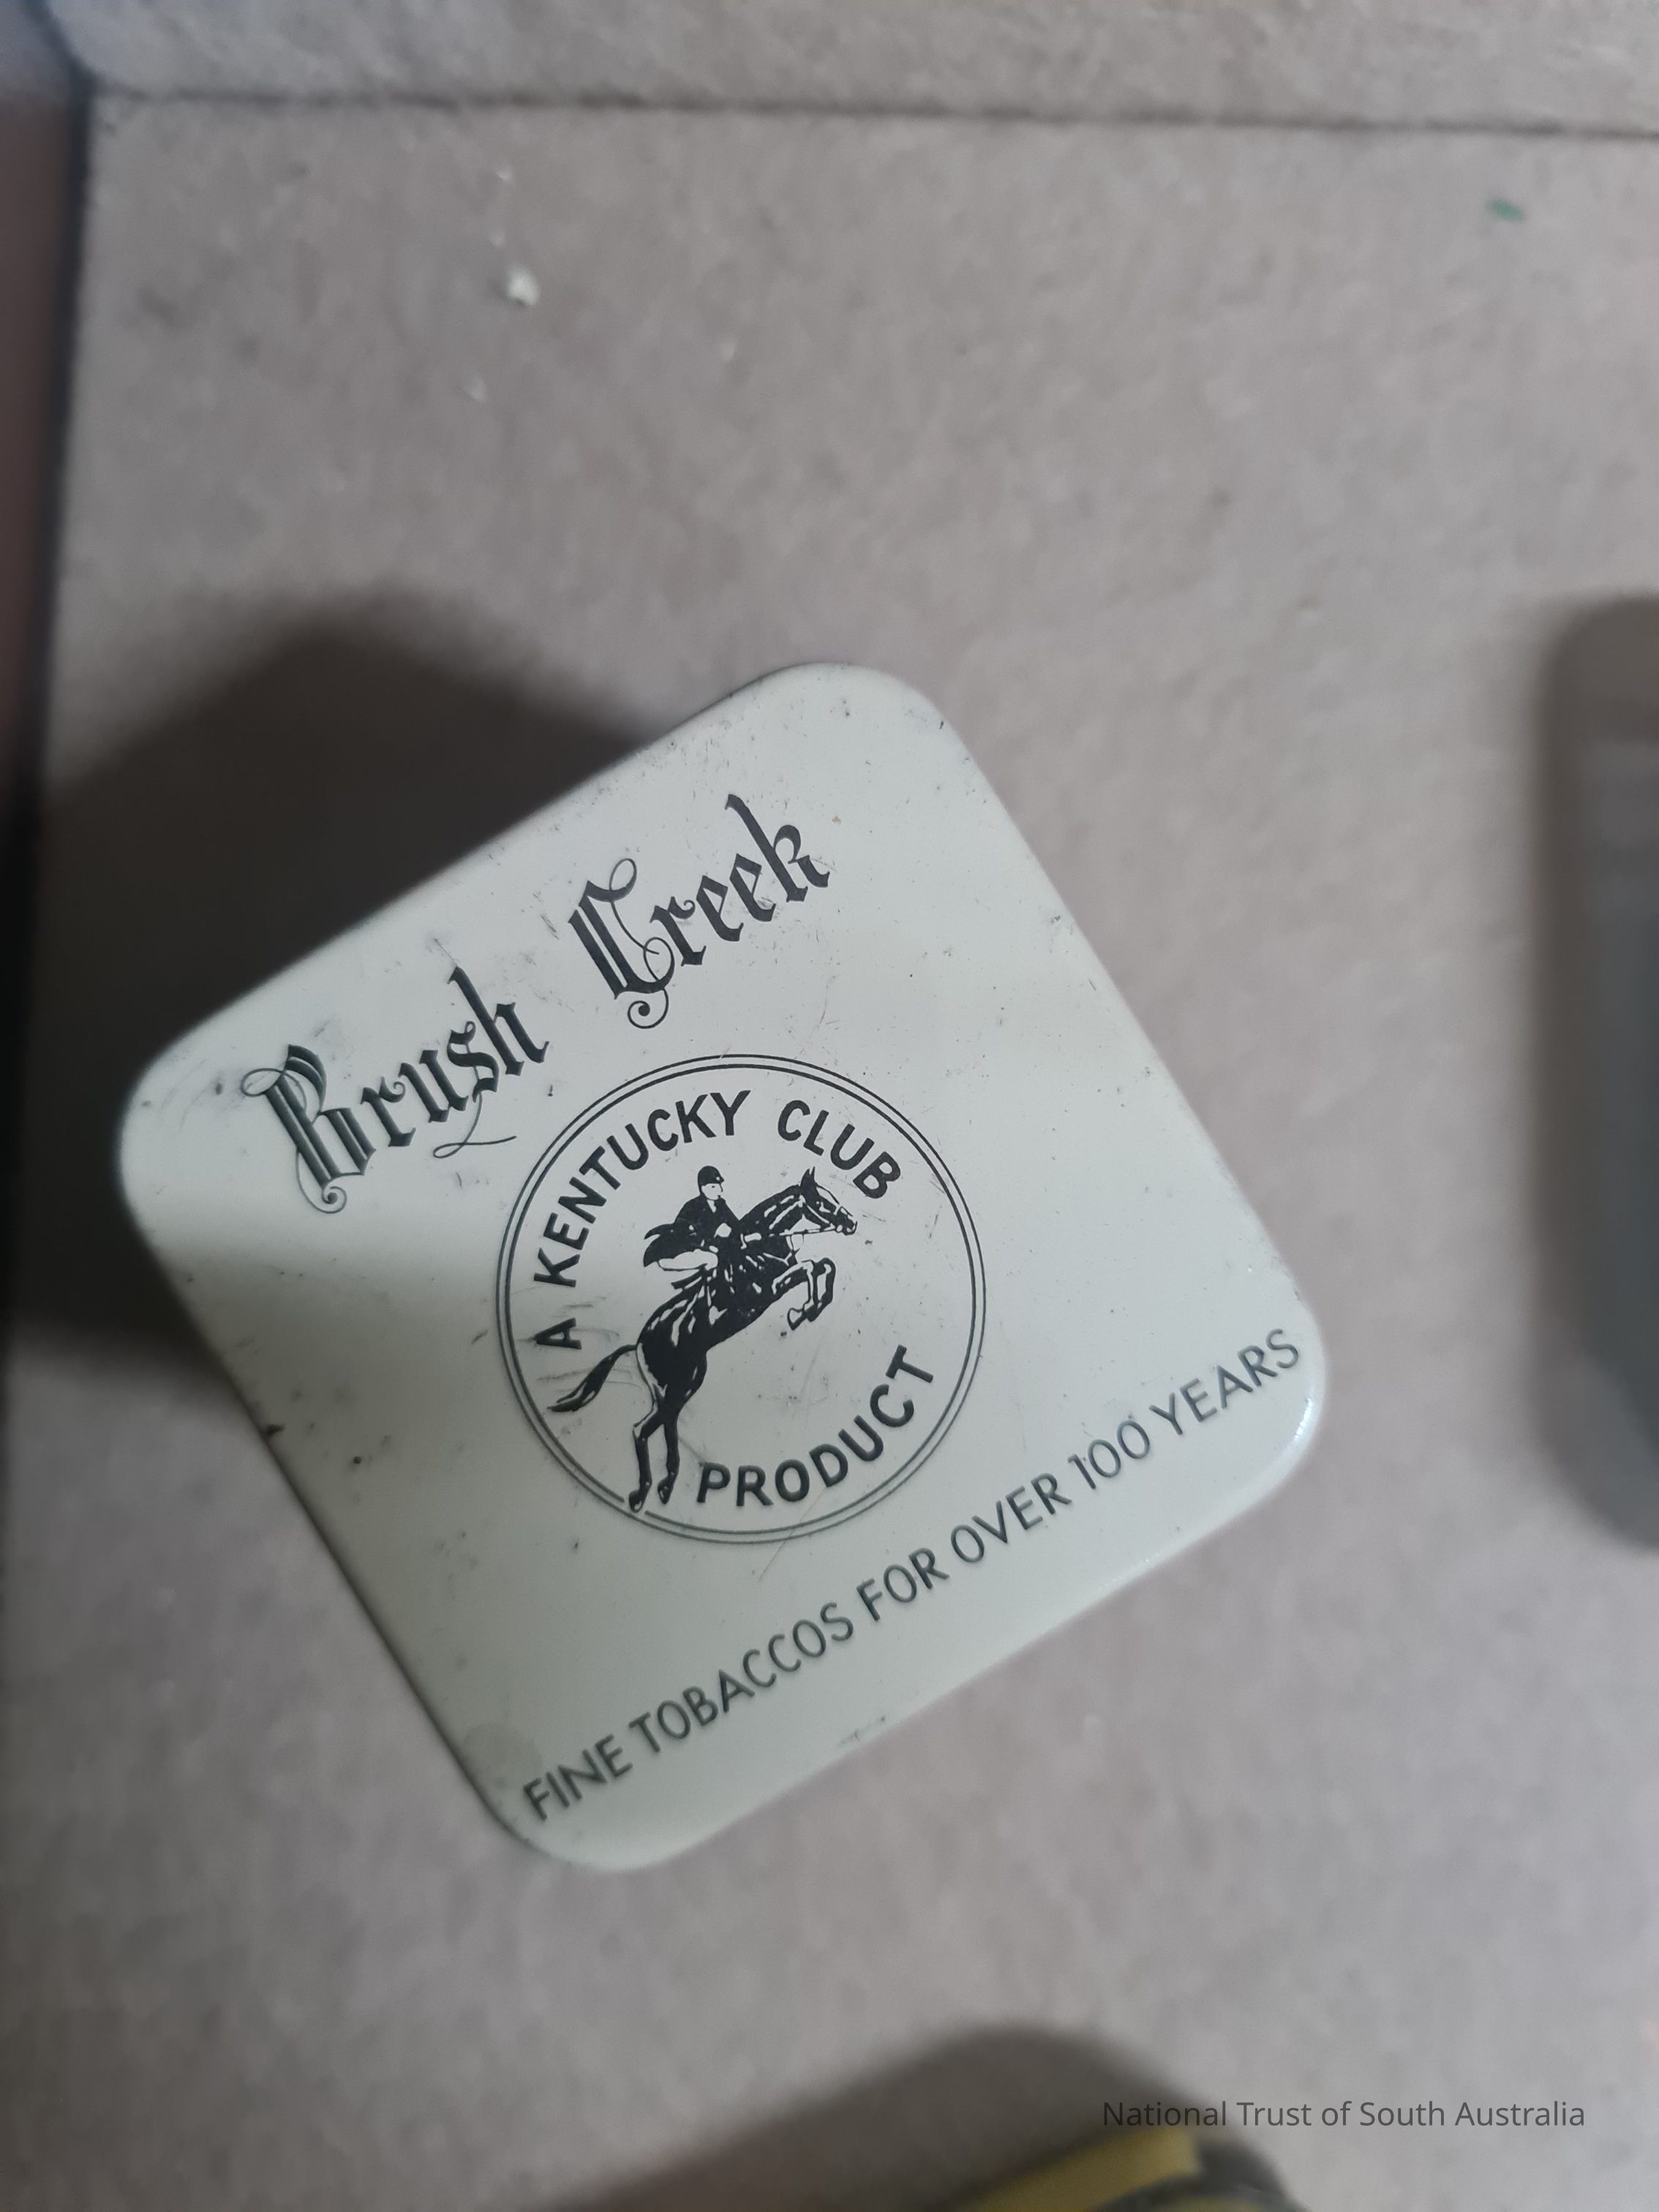 Brush Creek
A KENTUCKY CLUB
PRODUCT
FINE TOBACCOS FOR OVER 100 YEARS
National Trust of South Australia